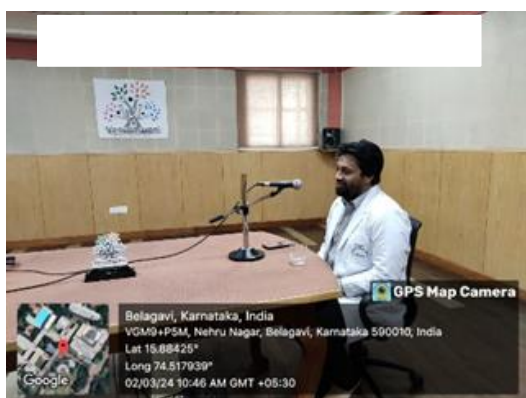 GPS Map Camera
Belagavi, Karnataka, India
VGM9+P5M, Nehru Nagar, Belagavi, Karnataka 590010, India
Lat 15.88425°
Long 74.517939°
02/03/24 10:46 AM GMT +05:30
Google